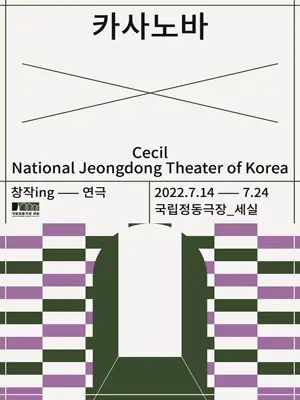 카사노바
Cecil
National Jeongdong Theater of Korea
창작ing — 연극
2022.7.14 — 7.24
국립정동극장_세실